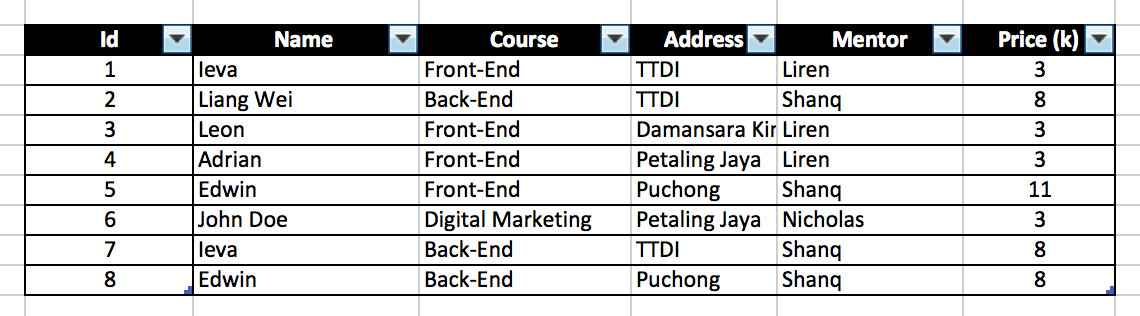 Id Name Course Address Mentor Price (k)
1 Ieva Front-End TTDI Liren 3
2 Liang Wei Back-End TTDI Shanq 8
3 Leon Front-End Damansara Kir Liren 3
4 Adrian Front-End Petaling Jaya Liren 3
5 Edwin Front-End Puchong Shanq 11
6 John Doe Digital Marketing Petaling Jaya Nicholas 3
7 Ieva Back-End TTDI Shanq 8
8 Edwin Back-End Puchong Shanq 8